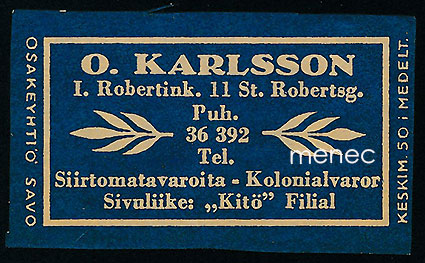 OSAKEYHTIÖ SAVO
O. KARLSSON
I. Robertink. 11 St. Robertsg.
Puh.
36 392
Tel.
menec
Siirtomatavaroita - Kolonialvaror
Sivuliike: „Kitö” Filial
KESKIM. 50 i MEDELT.